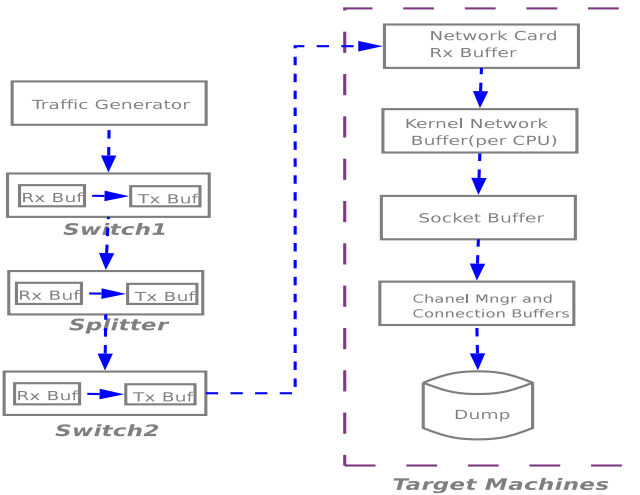 Traffic Generator
Rx Buf
Tx Buf
Switch1
Rx Buf
Tx Buf
Splitter
Rx Buf
Tx Buf
Switch2
Network Card
Rx Buffer
Kernel Network
Buffer(per CPU)
Socket Buffer
Chanel Mngr and
Connection Buffers
Dump
Target Machines